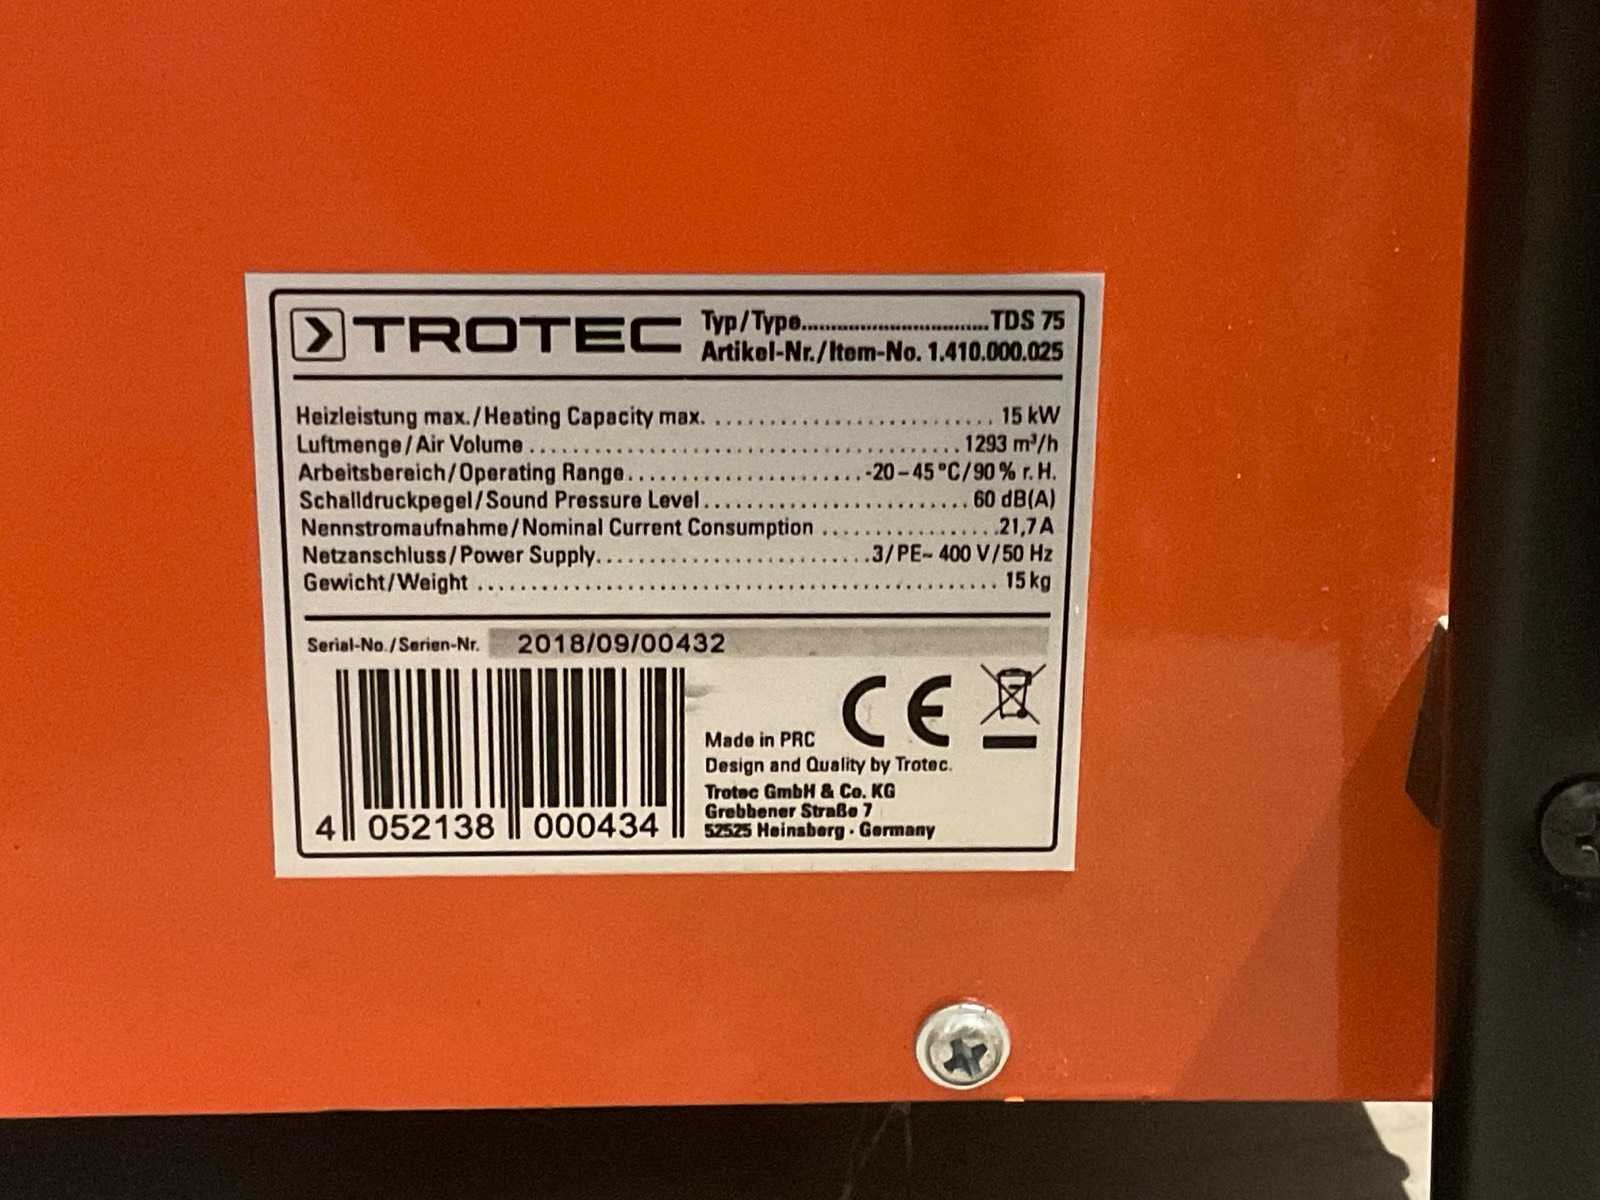 TROTEC
Typ/Type...............................TDS 75
Artikel-Nr./Item-No. 1.410.000.025
Heizleistung max./Heating Capacity max. .......................... 15 kW
Luftmenge/Air Volume ........................................ 1293 m³/h
Arbeitsbereich/Operating Range......................-20–45 °C/90 % r. H.
Schalldruckpegel/Sound Pressure Level......................... 60 dB(A)
Nennstromaufnahme/Nominal Current Consumption .................21,7 A
Netzanschluss/Power Supply..........................3/PE~ 400 V/50 Hz
Gewicht/Weight ................................................ 15 kg
Serial-No./Serien-Nr. 2018/09/00432
4 052138 000434
CE
Made in PRC
Design and Quality by Trotec.
Trotec GmbH & Co. KG
Grebbener Straße 7
52525 Heinsberg · Germany